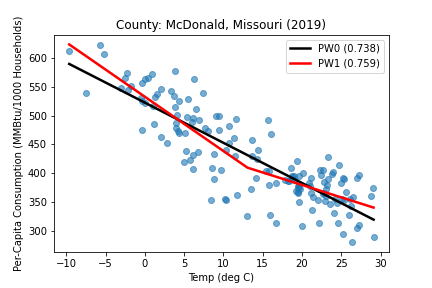 County: McDonald, Missouri (2019)
PW0 (0.738)
PW1 (0.759)
Per-Capita Consumption (MMBtu/1000 Households)
600
550
500
450
400
350
300
−10 −5 0 5 10 15 20 25 30
Temp (deg C)